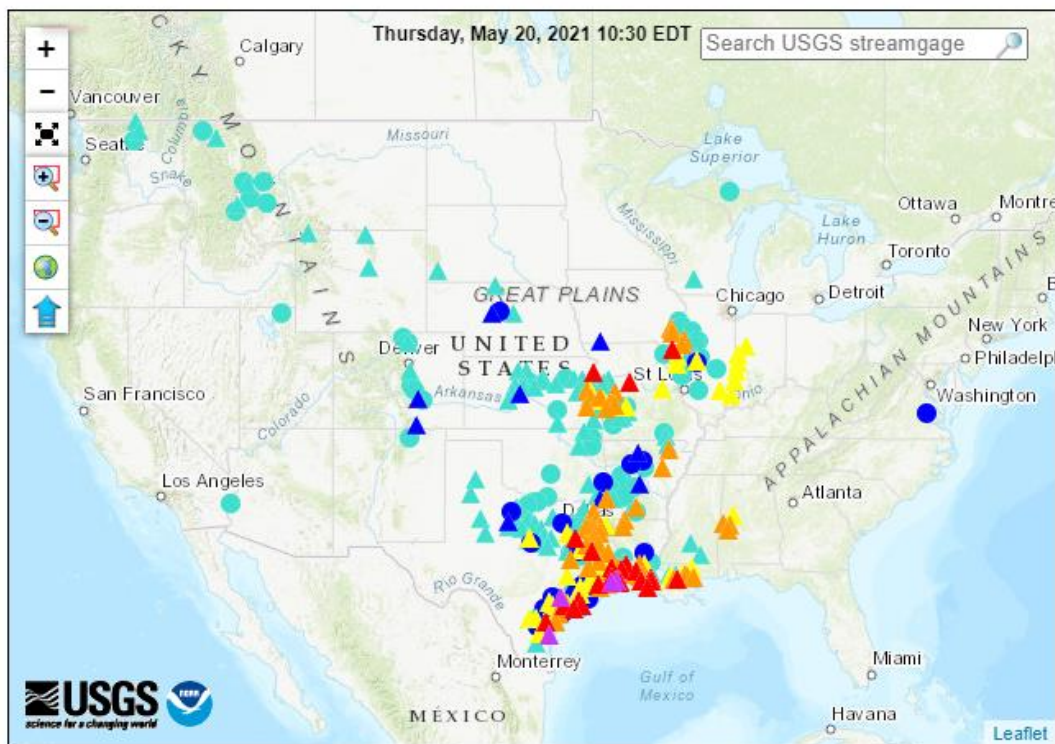 Thursday, May 20, 2021 10:30 EDT
Search USGS streamgage
+
−
Calgary
Vancouver
Seattle
Columbia
Snake
Missouri
Lake
Superior
Mississippi
Ottawa
Montre
Lake
Huron
Toronto
ROCKY MOUNTAINS
GREAT PLAINS
Chicago
Detroit
New York
Philadelph
Denver
UNITED
STATES
St Louis
Ohio
Washington
San Francisco
Colorado
Arkansas
APPALACHIAN MOUNTAINS
Los Angeles
Dallas
Atlanta
Rio Grande
Monterrey
Gulf of
Mexico
Miami
MÉXICO
Havana
USGS
science for a changing world
Leaflet